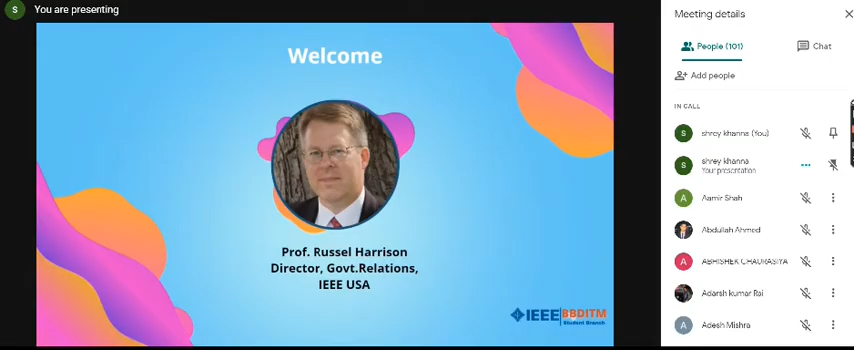 S
You are presenting
Welcome
Prof. Russel Harrison
Director, Govt.Relations,
IEEE USA
IEEE BBDITM
Student Branch
Meeting details
People (101)
Chat
Add people
IN CALL
S
shrey khanna (You)
S
shrey khanna
Your presentation
A
Aamir Shah
Abdullah Ahmed
A
ABHISHEK CHAURASIYA
Adarsh kumar Rai
A
Adesh Mishra